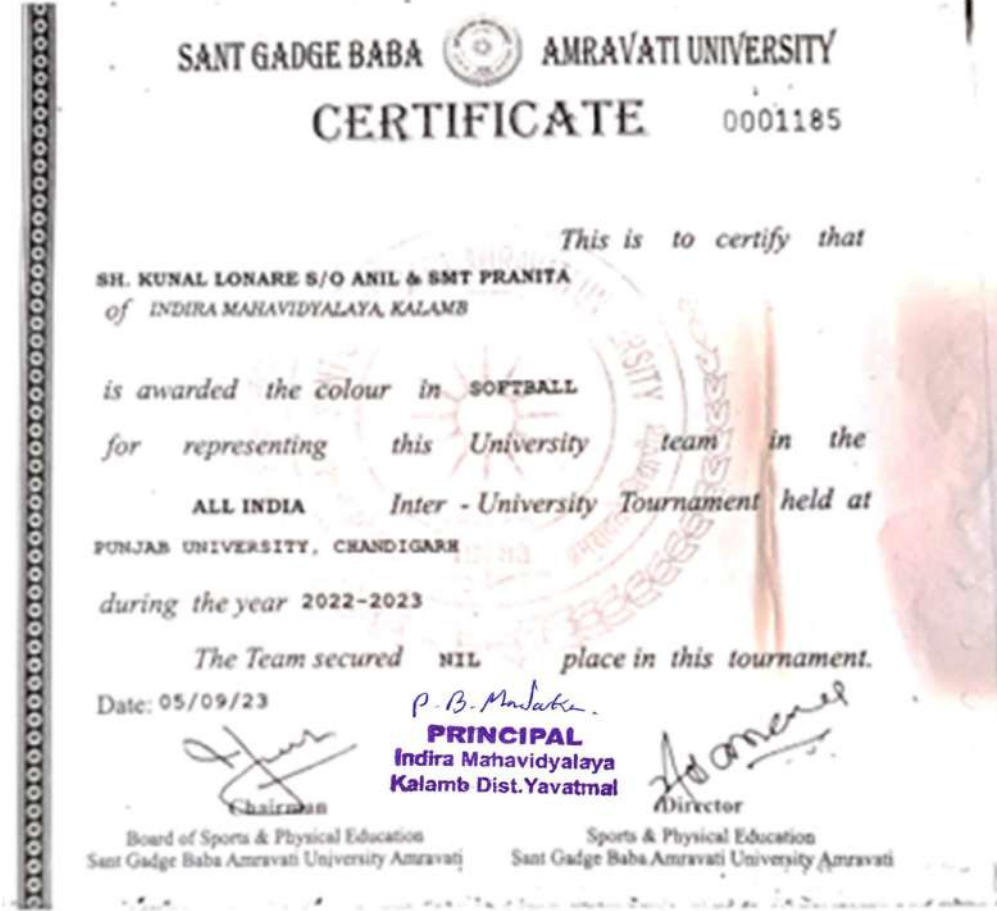 SANT GADGE BABA AMRAVATI UNIVERSITY
CERTIFICATE 0001185
This is to certify that
SH. KUNAL LONARE S/O ANIL & SMT PRANITA
of INDIRA MAHAVIDYALAYA, KALAMB
is awarded the colour in SOFTBALL
for representing this University team in the
ALL INDIA Inter - University Tournament held at
PUNJAB UNIVERSITY, CHANDIGARH
during the year 2022-2023
The Team secured NIL place in this tournament.
Date: 05/09/23
P. B.
PRINCIPAL
Indira Mahavidyalaya
Kalamb Dist. Yavatmal
Chairman
Board of Sports & Physical Education
Sant Gadge Baba Amravati University Amravati
Director
Sports & Physical Education
Sant Gadge Baba Amravati University Amravati